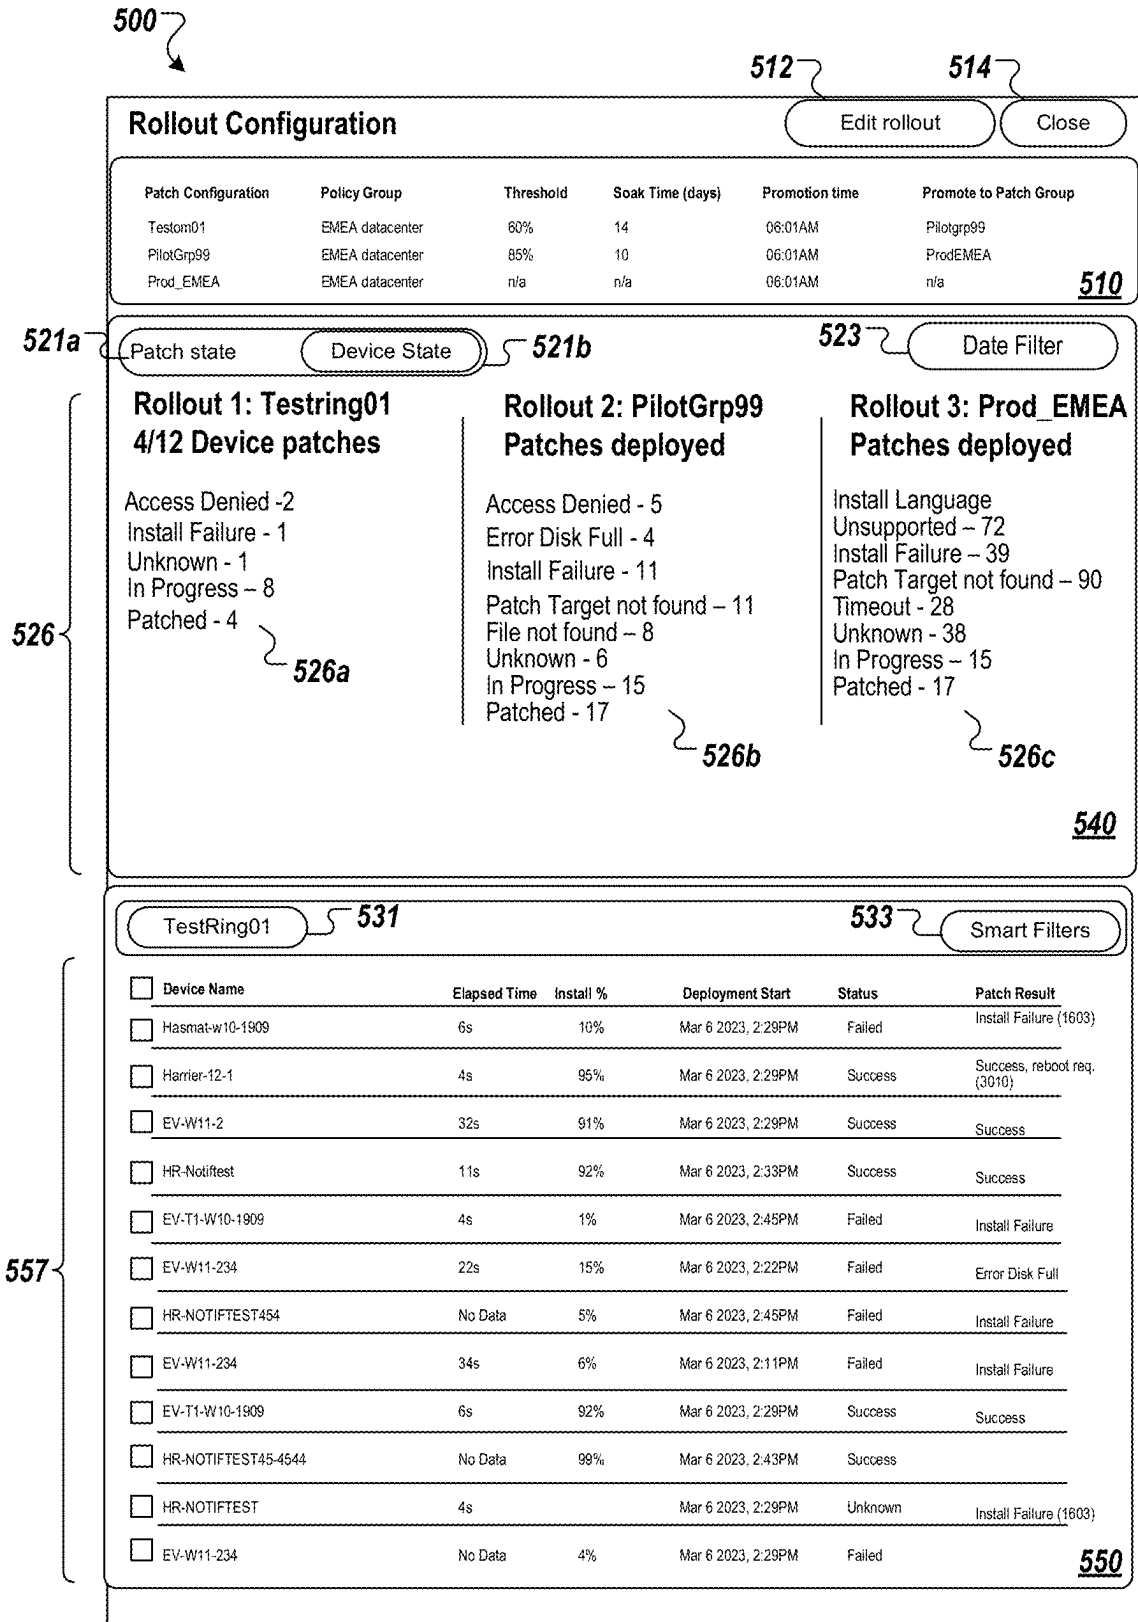 500
512
514
Rollout Configuration
Edit rollout
Close
Patch Configuration Policy Group Threshold Soak Time (days) Promotion time Promote to Patch Group
Testom01 EMEA datacenter 60% 14 06:01AM Pilotgrp99
PilotGrp99 EMEA datacenter 85% 10 06:01AM ProdEMEA
Prod_EMEA EMEA datacenter n/a n/a 06:01AM n/a
510
521a
Patch state
Device State
521b
523
Date Filter
526
Rollout 1: Testring01
4/12 Device patches
Access Denied -2
Install Failure - 1
Unknown - 1
In Progress – 8
Patched - 4
526a
Rollout 2: PilotGrp99
Patches deployed
Access Denied - 5
Error Disk Full - 4
Install Failure - 11
Patch Target not found – 11
File not found – 8
Unknown - 6
In Progress – 15
Patched - 17
526b
Rollout 3: Prod_EMEA
Patches deployed
Install Language
Unsupported – 72
Install Failure – 39
Patch Target not found – 90
Timeout - 28
Unknown - 38
In Progress – 15
Patched - 17
526c
540
TestRing01
531
533
Smart Filters
557
Device Name Elapsed Time Install % Deployment Start Status Patch Result
Hasmat-w10-1909 6s 10% Mar 6 2023, 2:29PM Failed Install Failure (1603)
Harrier-12-1 4s 95% Mar 6 2023, 2:29PM Success Success, reboot req.
(3010)
EV-W11-2 32s 91% Mar 6 2023, 2:29PM Success Success
HR-Notiftest 11s 92% Mar 6 2023, 2:33PM Success Success
EV-T1-W10-1909 4s 1% Mar 6 2023, 2:45PM Failed Install Failure
EV-W11-234 22s 15% Mar 6 2023, 2:22PM Failed Error Disk Full
HR-NOTIFTEST454 No Data 5% Mar 6 2023, 2:45PM Failed Install Failure
EV-W11-234 34s 6% Mar 6 2023, 2:11PM Failed Install Failure
EV-T1-W10-1909 6s 92% Mar 6 2023, 2:29PM Success Success
HR-NOTIFTEST45-4544 No Data 99% Mar 6 2023, 2:43PM Success
HR-NOTIFTEST 4s Mar 6 2023, 2:29PM Unknown Install Failure (1603)
EV-W11-234 No Data 4% Mar 6 2023, 2:29PM Failed
550